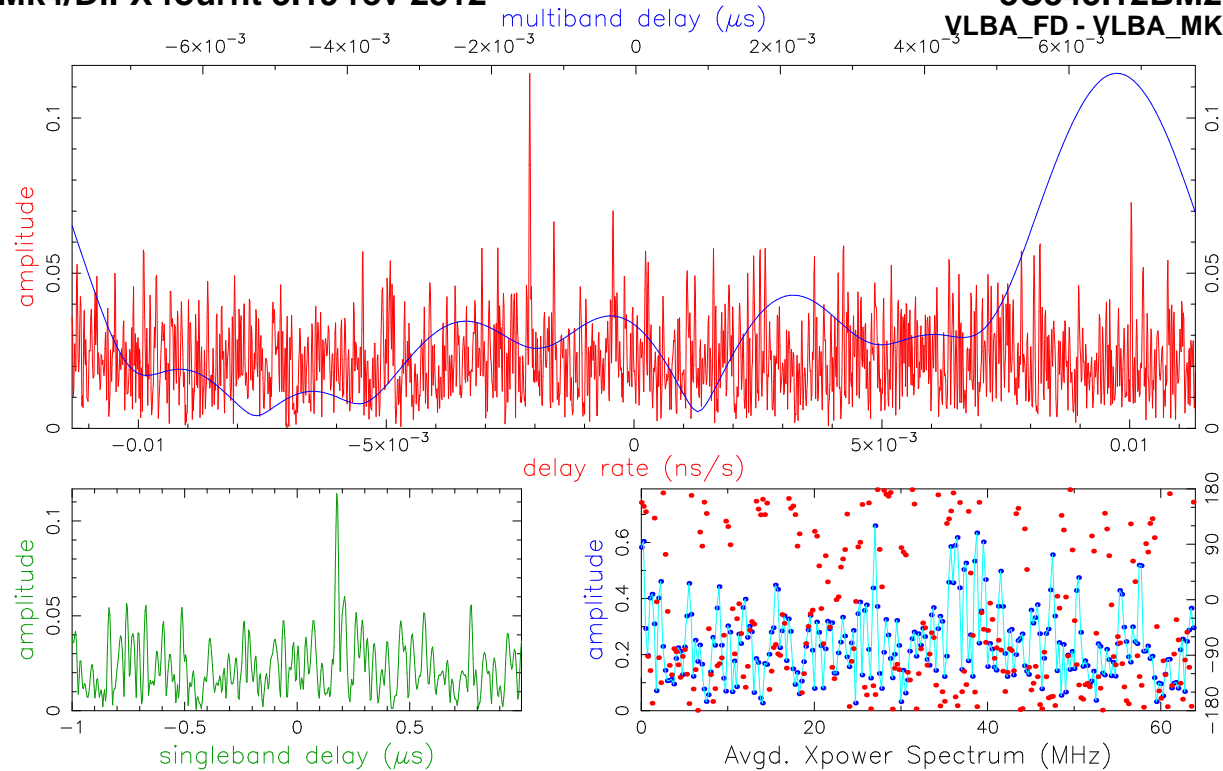 multiband delay (μs)
VLBA_FD - VLBA_MK
−6×10⁻³ −4×10⁻³ −2×10⁻³ 0 2×10⁻³ 4×10⁻³ 6×10⁻³
amplitude
0 0.05 0.1
0 0.05 0.1
−0.01 −5×10⁻³ 0 5×10⁻³ 0.01
delay rate (ns/s)
amplitude
0 0.05 0.1
−1 −0.5 0 0.5
singleband delay (μs)
amplitude
0 0.2 0.4 0.6
−180 −90 0 90 180
0 20 40 60
Avgd. Xpower Spectrum (MHz)